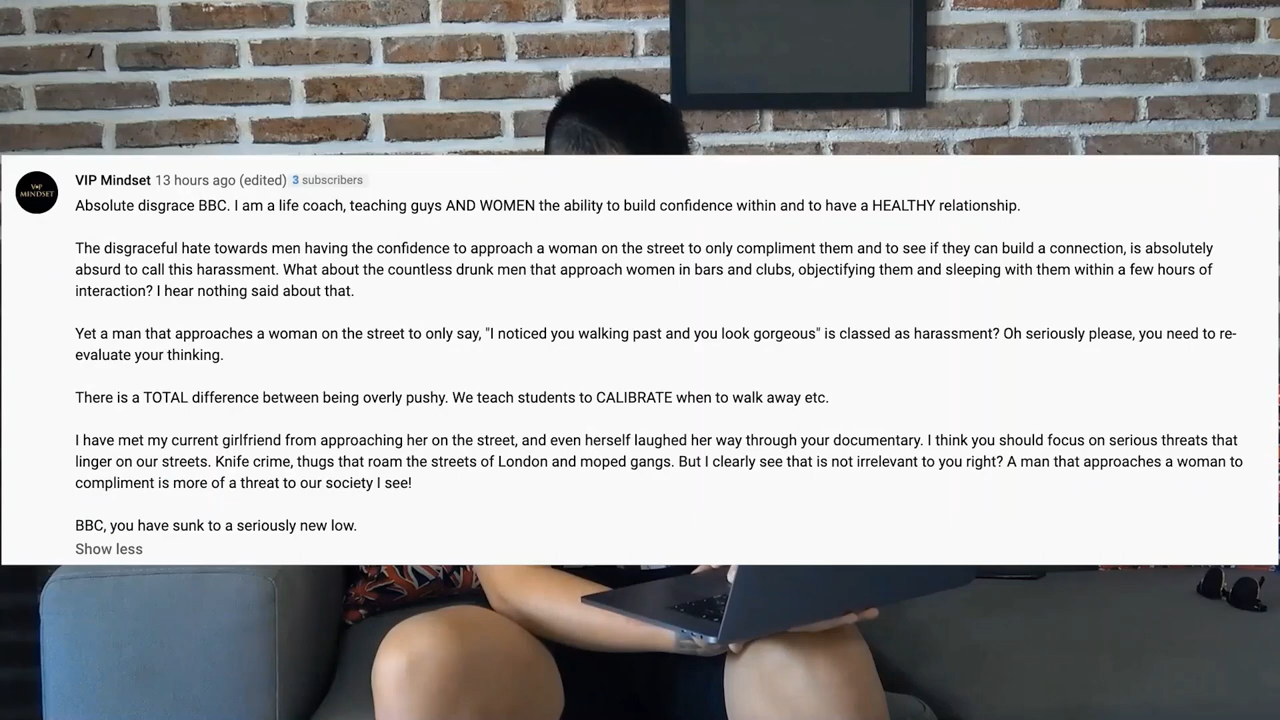 VIP
MINDSET
VIP Mindset 13 hours ago (edited) 3 subscribers
Absolute disgrace BBC. I am a life coach, teaching guys AND WOMEN the ability to build confidence within and to have a HEALTHY relationship.
The disgraceful hate towards men having the confidence to approach a woman on the street to only compliment them and to see if they can build a connection, is absolutely
absurd to call this harassment. What about the countless drunk men that approach women in bars and clubs, objectifying them and sleeping with them within a few hours of
interaction? I hear nothing said about that.
Yet a man that approaches a woman on the street to only say, "I noticed you walking past and you look gorgeous" is classed as harassment? Oh seriously please, you need to re-
evaluate your thinking.
There is a TOTAL difference between being overly pushy. We teach students to CALIBRATE when to walk away etc.
I have met my current girlfriend from approaching her on the street, and even herself laughed her way through your documentary. I think you should focus on serious threats that
linger on our streets. Knife crime, thugs that roam the streets of London and moped gangs. But I clearly see that is not irrelevant to you right? A man that approaches a woman to
compliment is more of a threat to our society I see!
BBC, you have sunk to a seriously new low.
Show less